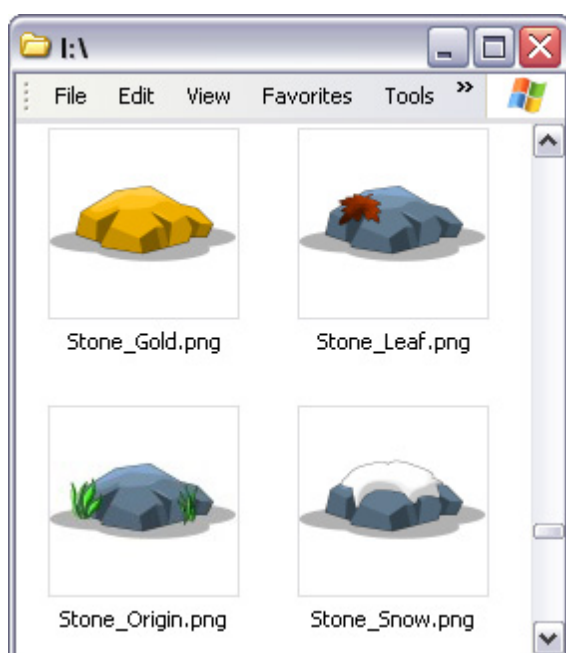 I:\
File Edit View Favorites Tools »
Stone_Gold.png Stone_Leaf.png
Stone_Origin.png Stone_Snow.png